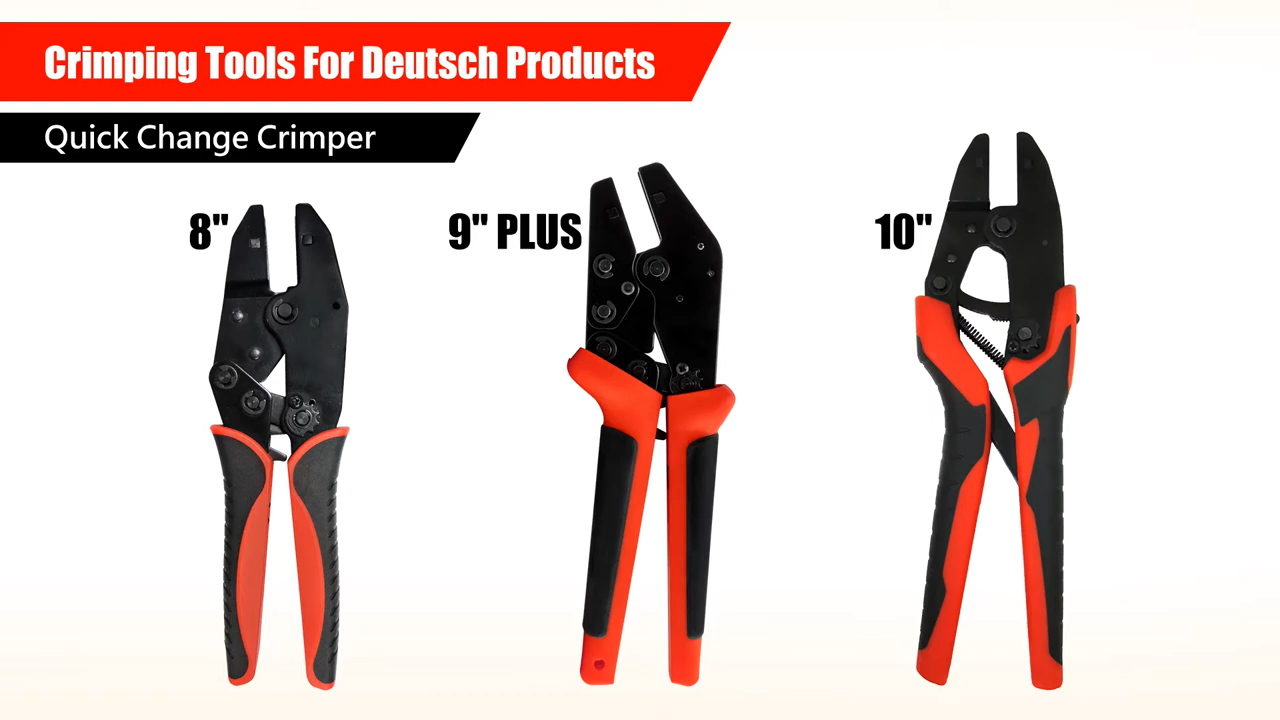 Crimping Tools For Deutsch Products
Quick Change Crimper
8"
9" PLUS
10"